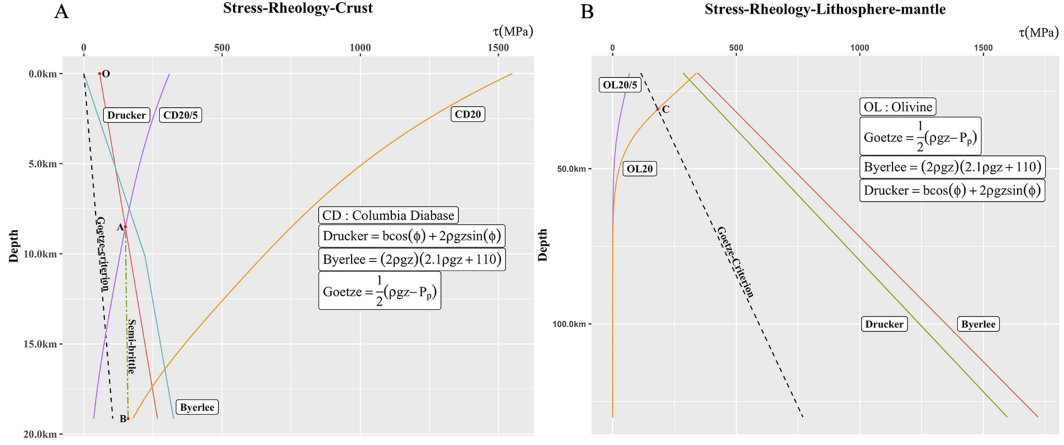 A
Stress-Rheology-Crust
τ(MPa)
0
500
1000
1500
0.0km
5.0km
10.0km
15.0km
20.0km
Depth
O
Drucker
CD20/5
CD20
A
Goetze-criterion
Semi-brittle
B
Byerlee
CD : Columbia Diabase
Drucker = bcos(ϕ) + 2ρgzsin(ϕ)
Byerlee = (2ρgz)(2.1ρgz + 110)
Goetze = 1/2(ρgz−Pp)
B
Stress-Rheology-Lithosphere-mantle
τ(MPa)
0
500
1000
1500
50.0km
100.0km
Depth
OL20/5
C
OL20
Goetze-Criterion
Drucker
Byerlee
OL : Olivine
Goetze = 1/2(ρgz−Pp)
Byerlee = (2ρgz)(2.1ρgz + 110)
Drucker = bcos(ϕ) + 2ρgzsin(ϕ)